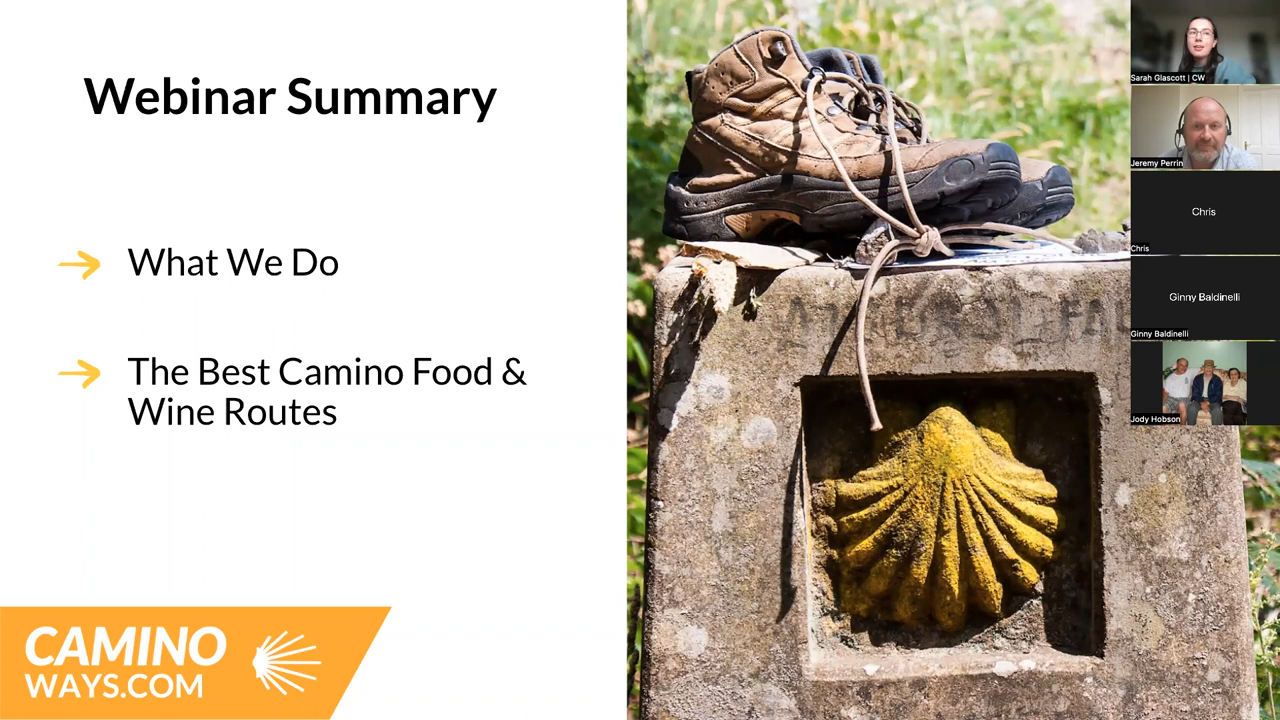 Webinar Summary
What We Do
The Best Camino Food &
Wine Routes
CAMINO
WAYS.COM
Sarah Glascott | CW
Jeremy Perrin
Chris
Chris
Ginny Baldinelli
Ginny Baldinelli
Jody Hobson